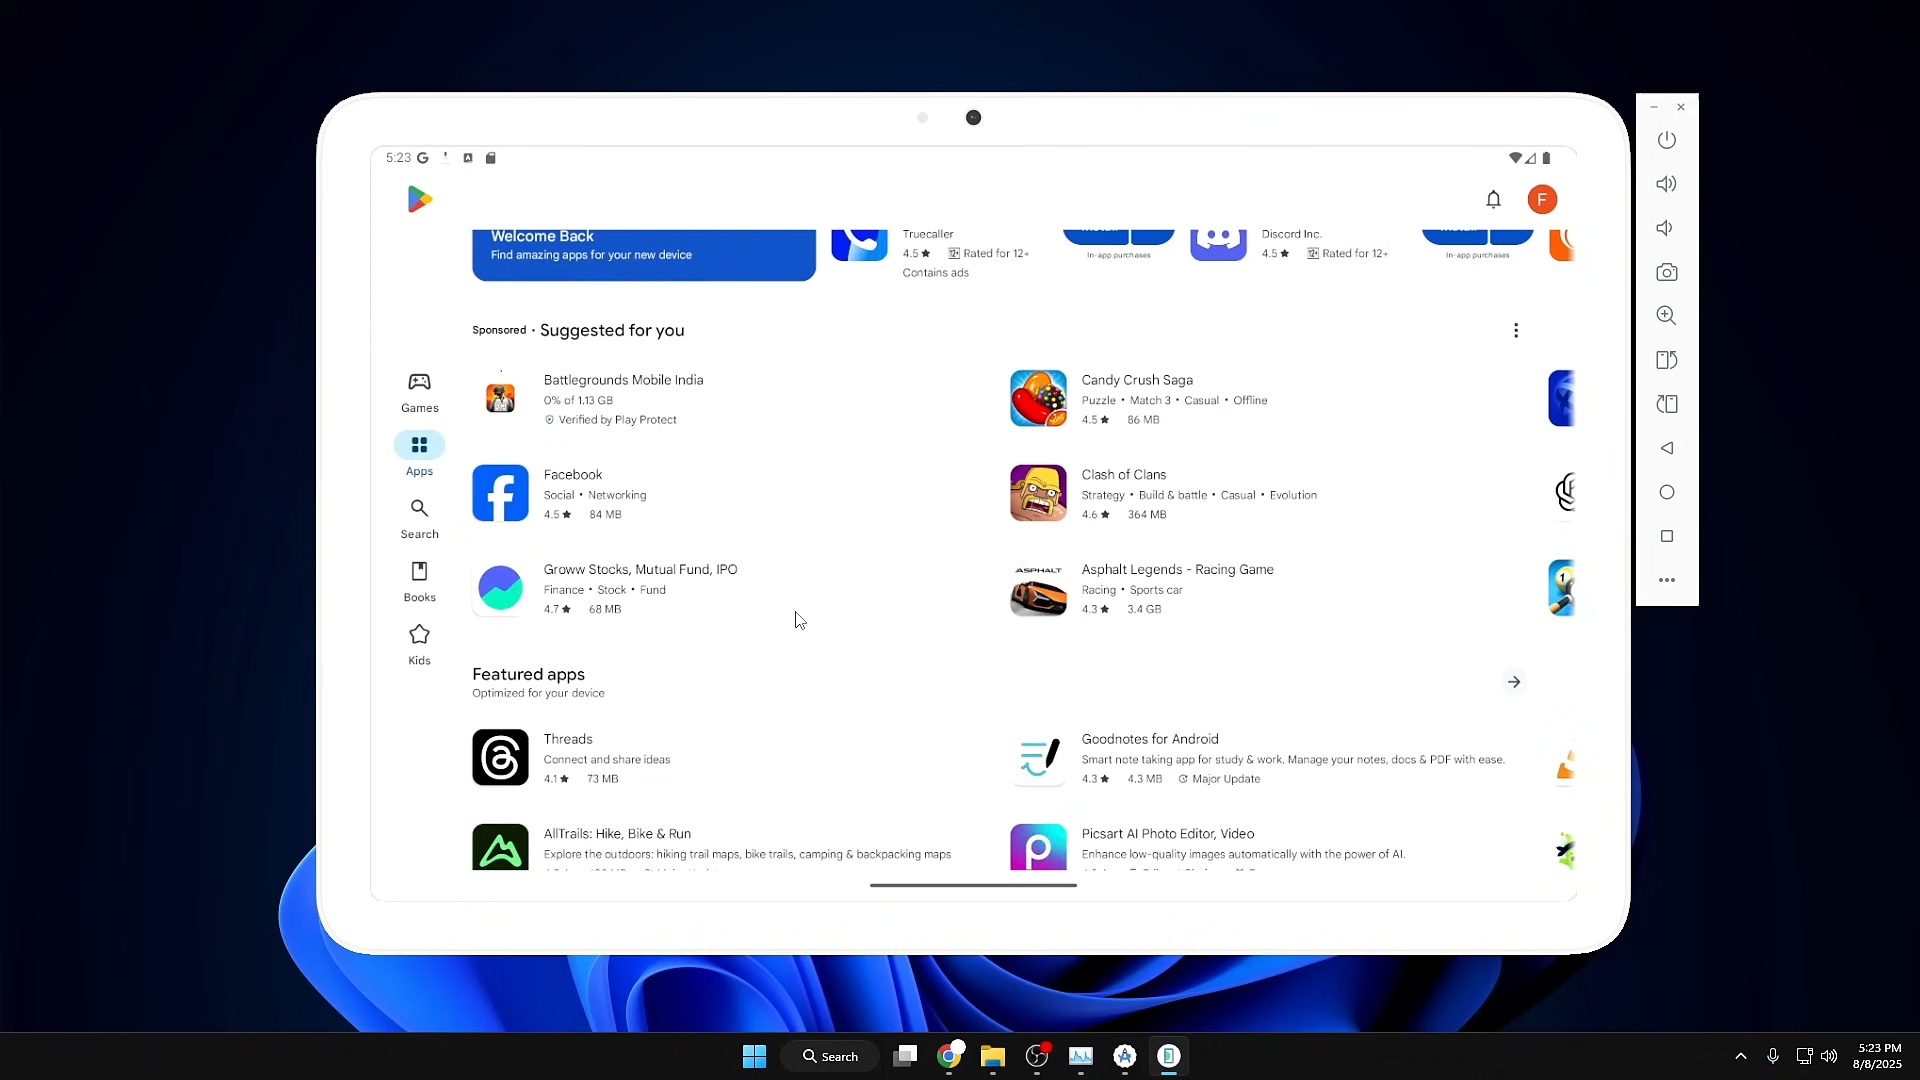 5:23
F
Welcome Back
Find amazing apps for your new device
Truecaller
4.5★ 12+ Rated for 12+
Contains ads
In-app purchases
Discord Inc.
4.5★ 12+ Rated for 12+
In-app purchases
Sponsored • Suggested for you
Battlegrounds Mobile India
0% of 1.13 GB
Verified by Play Protect
Candy Crush Saga
Puzzle • Match 3 • Casual • Offline
4.5★ 86 MB
Games
Apps
Search
Books
Kids
Facebook
Social • Networking
4.5★ 84 MB
Clash of Clans
Strategy • Build & battle • Casual • Evolution
4.6★ 364 MB
Groww Stocks, Mutual Fund, IPO
Finance • Stock • Fund
4.7★ 68 MB
ASPHALT
Asphalt Legends - Racing Game
Racing • Sports car
4.3★ 3.4 GB
Featured apps
Optimized for your device
Threads
Connect and share ideas
4.1★ 73 MB
Goodnotes for Android
Smart note taking app for study & work. Manage your notes, docs & PDF with ease.
4.3★ 4.3 MB Major Update
AllTrails: Hike, Bike & Run
Explore the outdoors: hiking trail maps, bike trails, camping & backpacking maps
Picsart AI Photo Editor, Video
Enhance low-quality images automatically with the power of AI.
Search
5:23 PM
8/8/2025